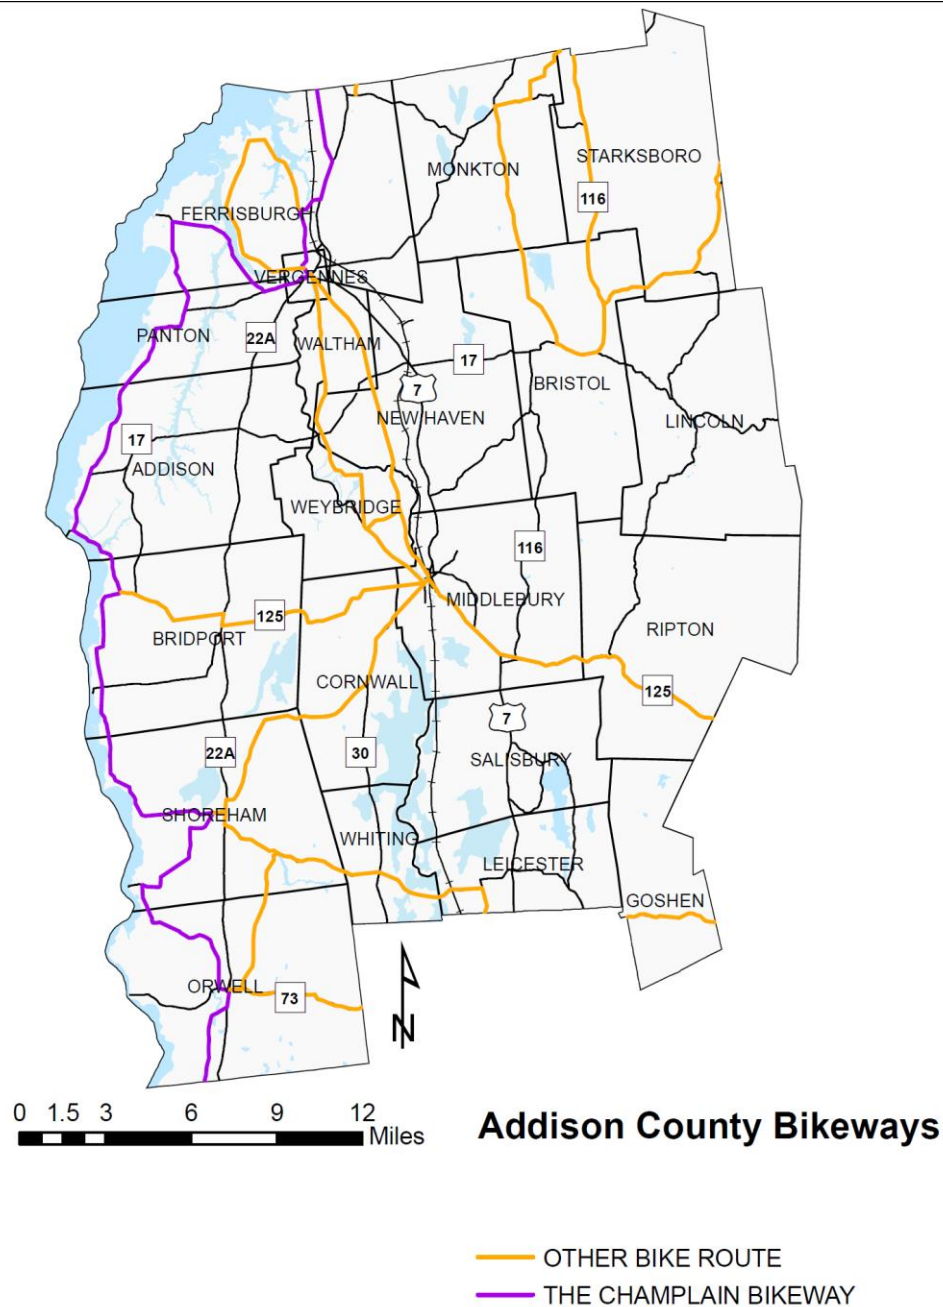 MONKTON
STARKSBORO
116
FERRISBURGH
VERGENNES
PANTON
22A
WALTHAM
17
7
BRISTOL
NEW HAVEN
LINCOLN
17
ADDISON
WEYBRIDGE
116
MIDDLEBURY
125
BRIDPORT
RIPTON
CORNWALL
125
7
22A
30
SALISBURY
SHOREHAM
WHITING
LEICESTER
GOSHEN
ORWELL
73
N
0 1.5 3 6 9 12
Miles
Addison County Bikeways
OTHER BIKE ROUTE
THE CHAMPLAIN BIKEWAY